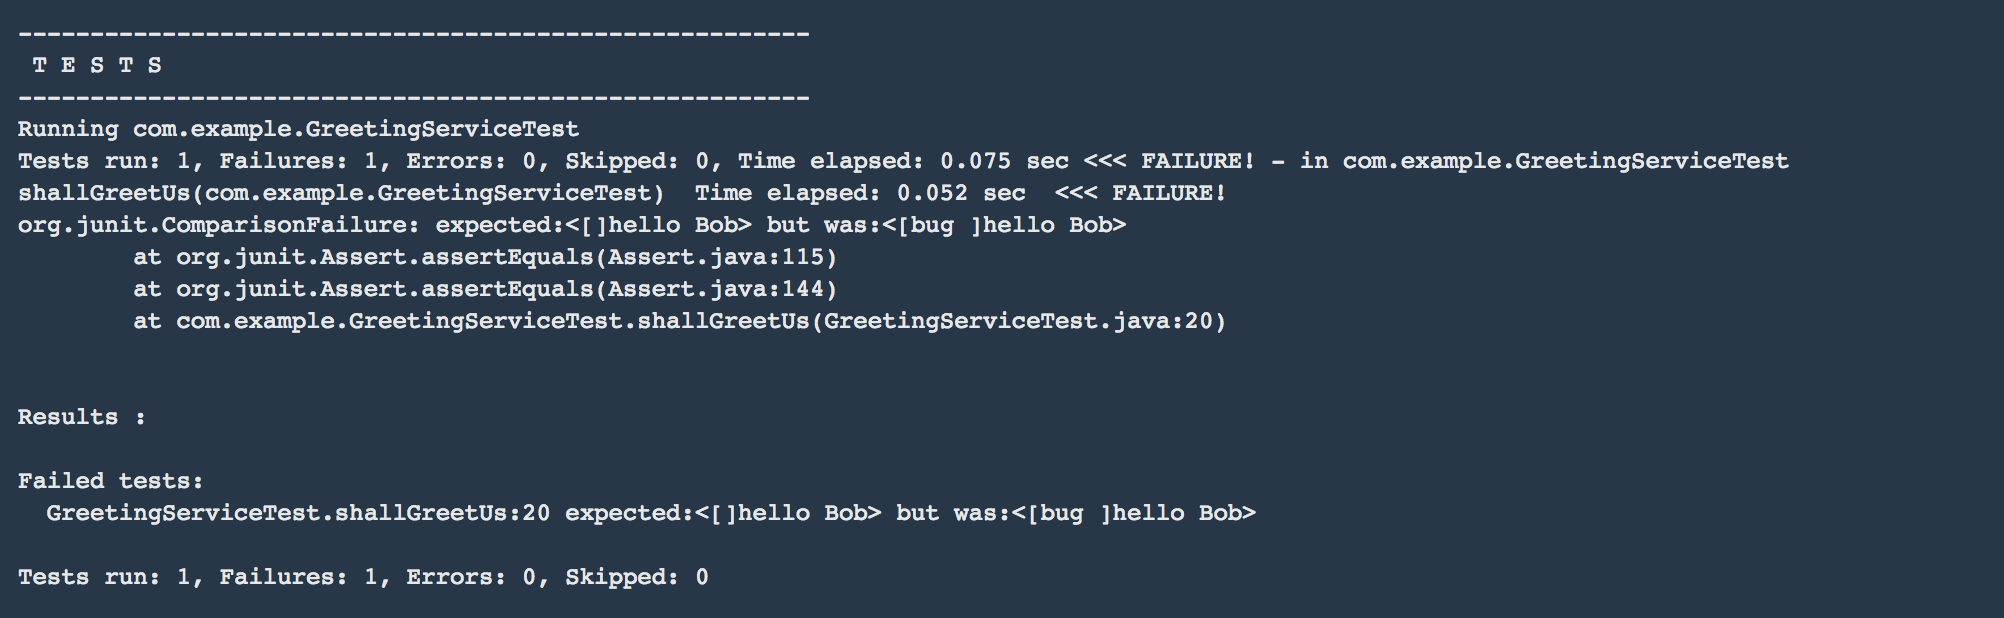 -------------------------------------------------------
 T E S T S
-------------------------------------------------------
Running com.example.GreetingServiceTest
Tests run: 1, Failures: 1, Errors: 0, Skipped: 0, Time elapsed: 0.075 sec <<< FAILURE! - in com.example.GreetingServiceTest
shallGreetUs(com.example.GreetingServiceTest)  Time elapsed: 0.052 sec  <<< FAILURE!
org.junit.ComparisonFailure: expected:<[]hello Bob> but was:<[bug ]hello Bob>
        at org.junit.Assert.assertEquals(Assert.java:115)
        at org.junit.Assert.assertEquals(Assert.java:144)
        at com.example.GreetingServiceTest.shallGreetUs(GreetingServiceTest.java:20)
Results :
Failed tests:
  GreetingServiceTest.shallGreetUs:20 expected:<[]hello Bob> but was:<[bug ]hello Bob>
Tests run: 1, Failures: 1, Errors: 0, Skipped: 0